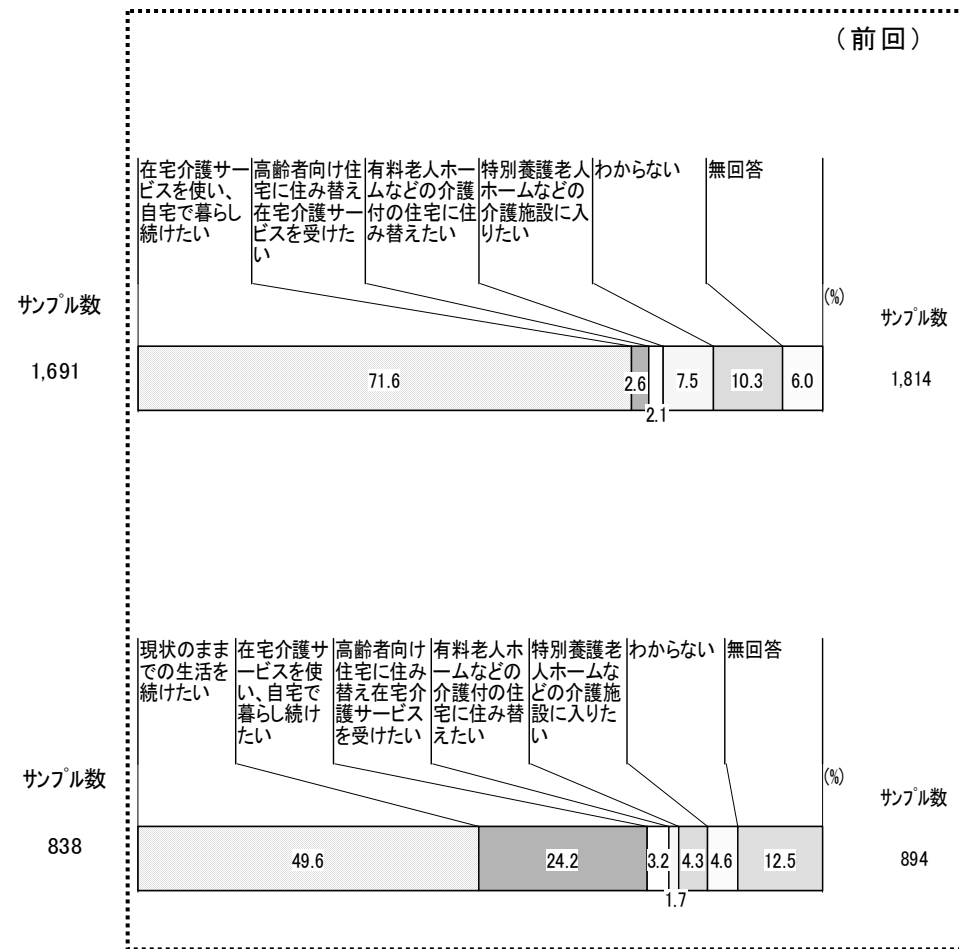 （前回）
在宅介護サー
ビスを使い、
自宅で暮らし
続けたい
高齢者向け住
宅に住み替え
在宅介護サー
ビスを受けた
い
有料老人ホー
ムなどの介護
付の住宅に住
み替えたい
特別養護老人
ホームなどの
介護施設に入
りたい
わからない
無回答
(%)
サンプル数
1,691
71.6
2.6
2.1
7.5
10.3
6.0
サンプル数
1,814
現状のまま
での生活を
続けたい
在宅介護サ
ービスを使
い、自宅で
暮らし続け
たい
高齢者向け
住宅に住み
替え在宅介
護サービス
を受けたい
有料老人ホ
ームなどの
介護付の住
宅に住み替
えたい
特別養護老
人ホームな
どの介護施
設に入りた
い
わからない
無回答
(%)
サンプル数
838
49.6
24.2
3.2
1.7
4.3
4.6
12.5
サンプル数
894